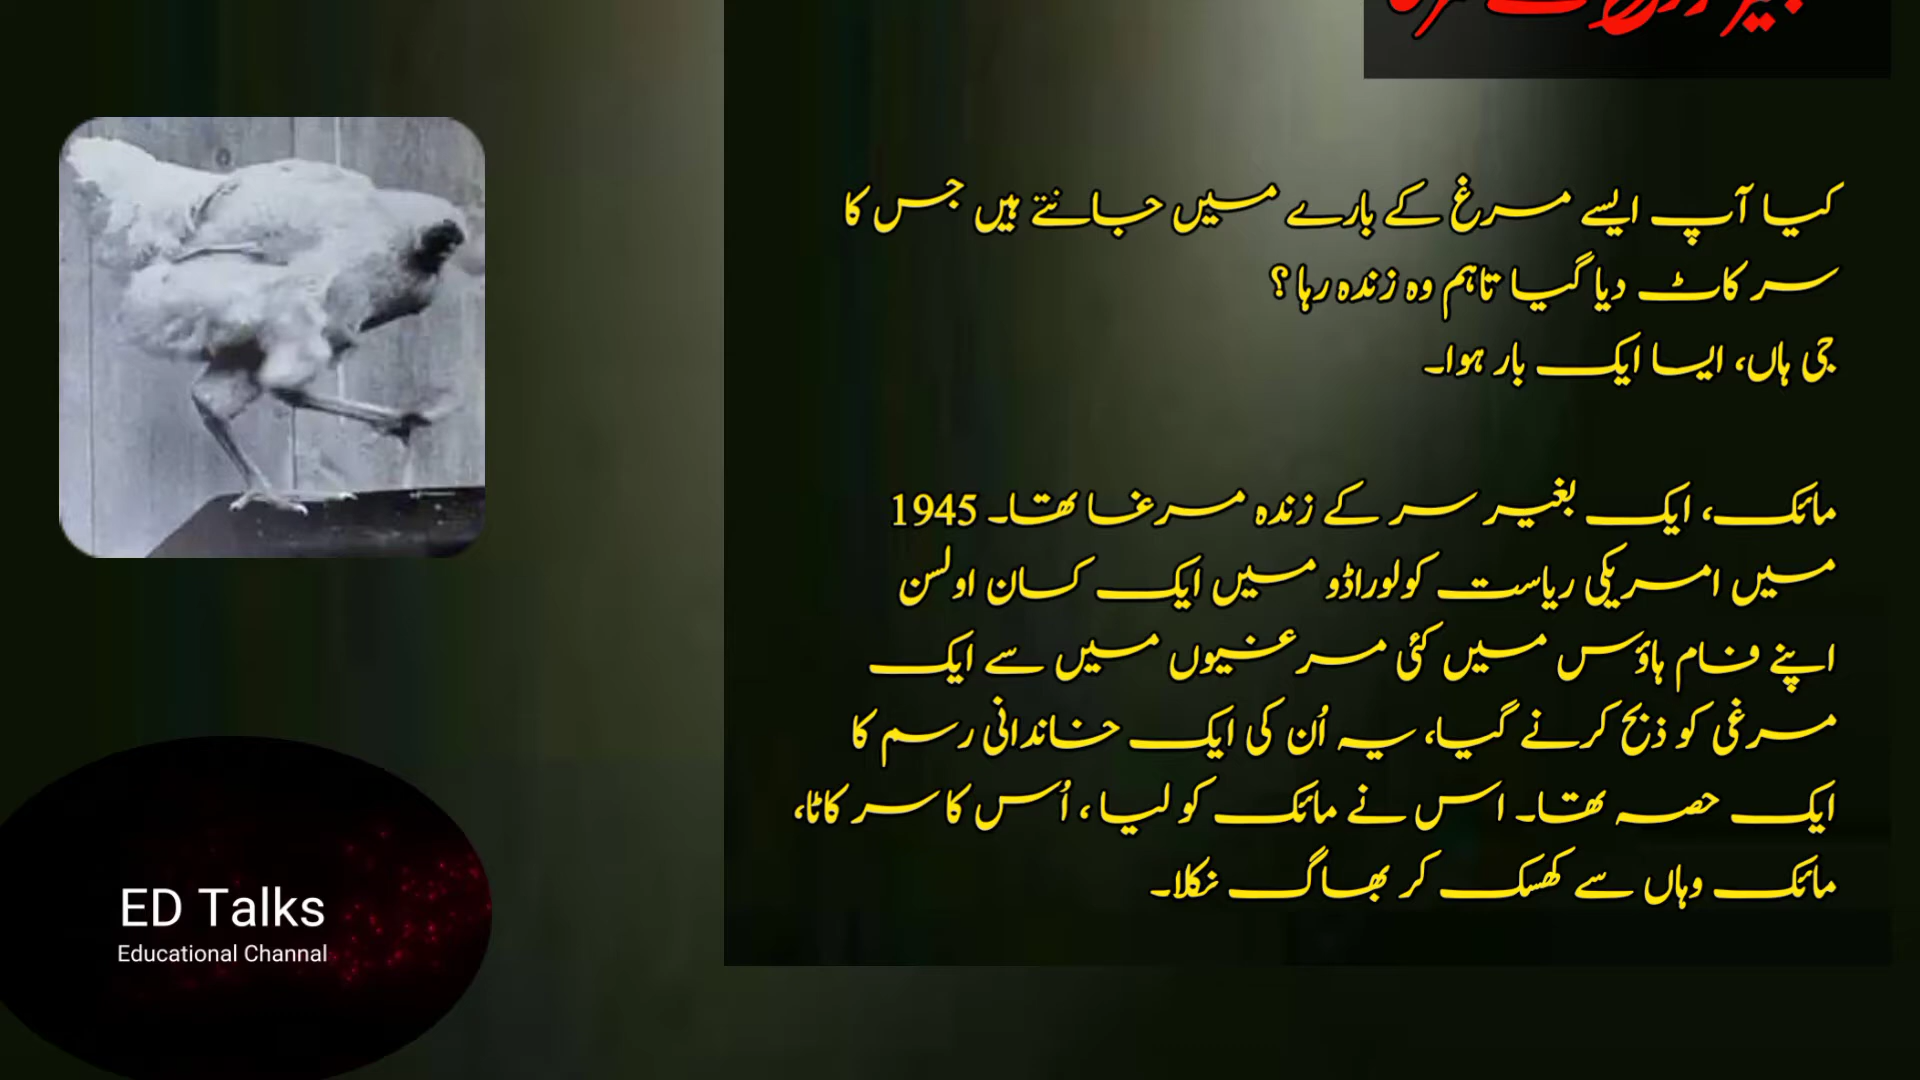 کیا آپ ایسے مرغ کے بارے میں جانتے ہیں جس کا
سر کاٹ دیا گیا تاہم وہ زندہ رہا ؟
جی ہاں، ایسا ایک بار ہوا۔
مائک، ایک بغیر سر کے زندہ مرغا تھا۔ 1945
میں امریکی ریاست کولوراڈو میں ایک کسان اولسن
اپنے فام ہاؤس میں کئی مرغیوں میں سے ایک
مرغی کو ذبح کرنے گیا، یہ اُن کی ایک خاندانی رسم کا
ایک حصہ تھا۔ اس نے مائک کو لیا ، اُس کا سر کاٹا،
مائک وہاں سے کھسک کر بھاگ نکلا۔
ED Talks
Educational Channal